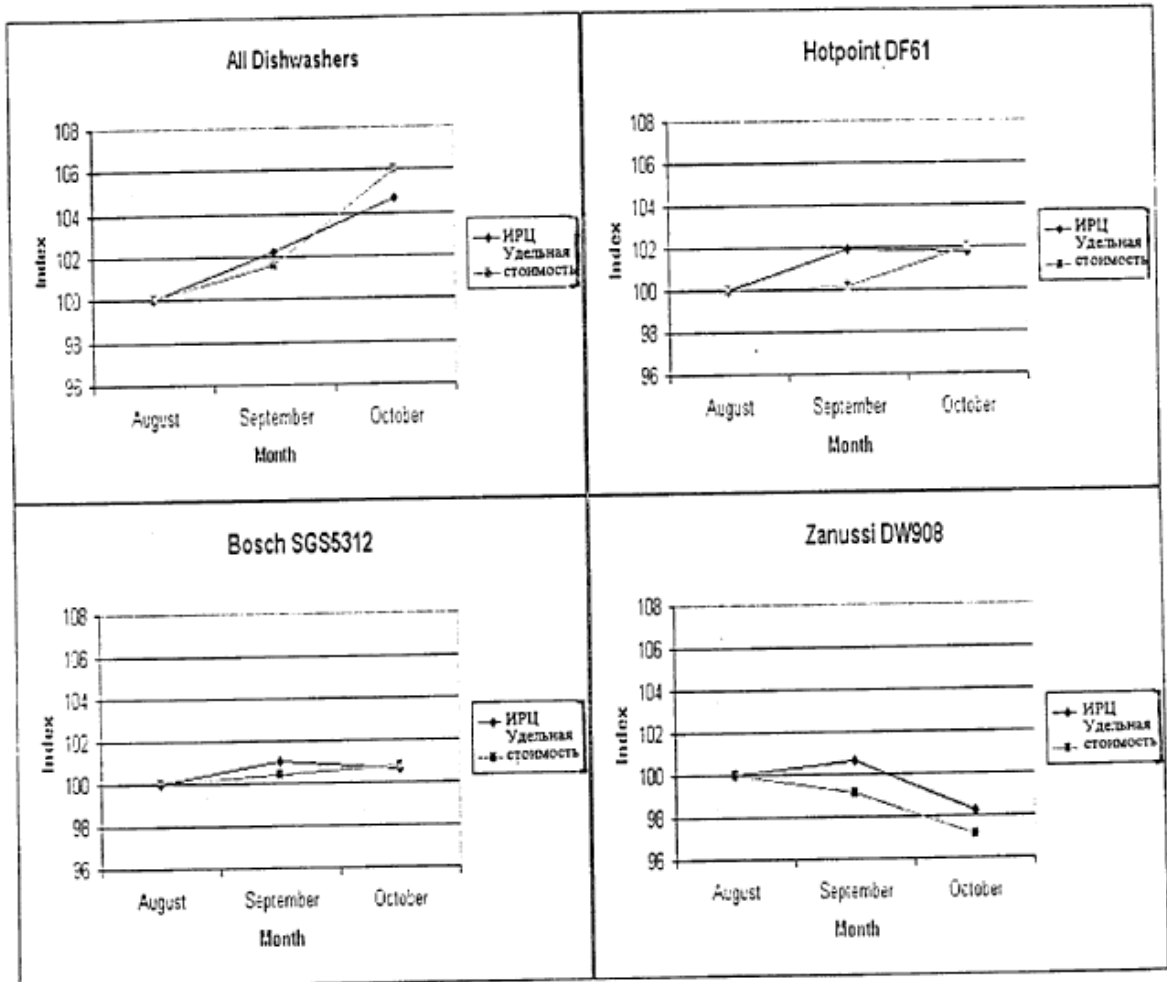 All Dishwashers
108
106
104
102
100
98
96
Index
August
September
October
Month
ИРЦ
Удельная
стоимость
Hotpoint DF61
108
106
104
102
100
98
96
Index
August
September
October
Month
ИРЦ
Удельная
стоимость
Bosch SGS5312
108
106
104
102
100
98
96
Index
August
September
October
Month
ИРЦ
Удельная
стоимость
Zanussi DW908
108
106
104
102
100
98
96
Index
August
September
October
Month
ИРЦ
Удельная
стоимость